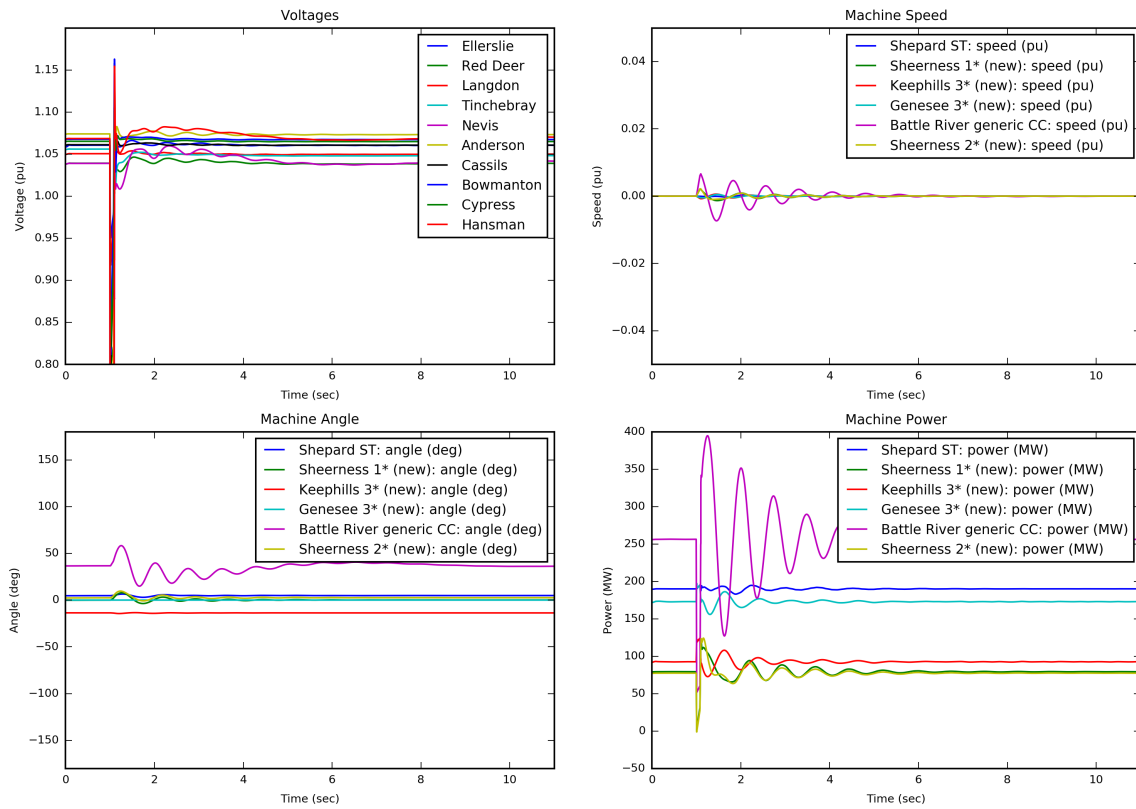 Voltages
1.15
1.10
1.05
1.00
0.95
0.90
0.85
0.80
Voltage (pu)
0
2
4
6
8
10
Time (sec)
Ellerslie
Red Deer
Langdon
Tinchebray
Nevis
Anderson
Cassils
Bowmanton
Cypress
Hansman
Machine Speed
0.04
0.02
0.00
−0.02
−0.04
Speed (pu)
0
2
4
6
8
10
Time (sec)
Shepard ST: speed (pu)
Sheerness 1* (new): speed (pu)
Keephills 3* (new): speed (pu)
Genesee 3* (new): speed (pu)
Battle River generic CC: speed (pu)
Sheerness 2* (new): speed (pu)
Machine Angle
150
100
50
0
−50
−100
−150
Angle (deg)
0
2
4
6
8
10
Time (sec)
Shepard ST: angle (deg)
Sheerness 1* (new): angle (deg)
Keephills 3* (new): angle (deg)
Genesee 3* (new): angle (deg)
Battle River generic CC: angle (deg)
Sheerness 2* (new): angle (deg)
Machine Power
400
350
300
250
200
150
100
50
0
−50
Power (MW)
0
2
4
6
8
10
Time (sec)
Shepard ST: power (MW)
Sheerness 1* (new): power (MW)
Keephills 3* (new): power (MW)
Genesee 3* (new): power (MW)
Battle River generic CC: power (MW)
Sheerness 2* (new): power (MW)